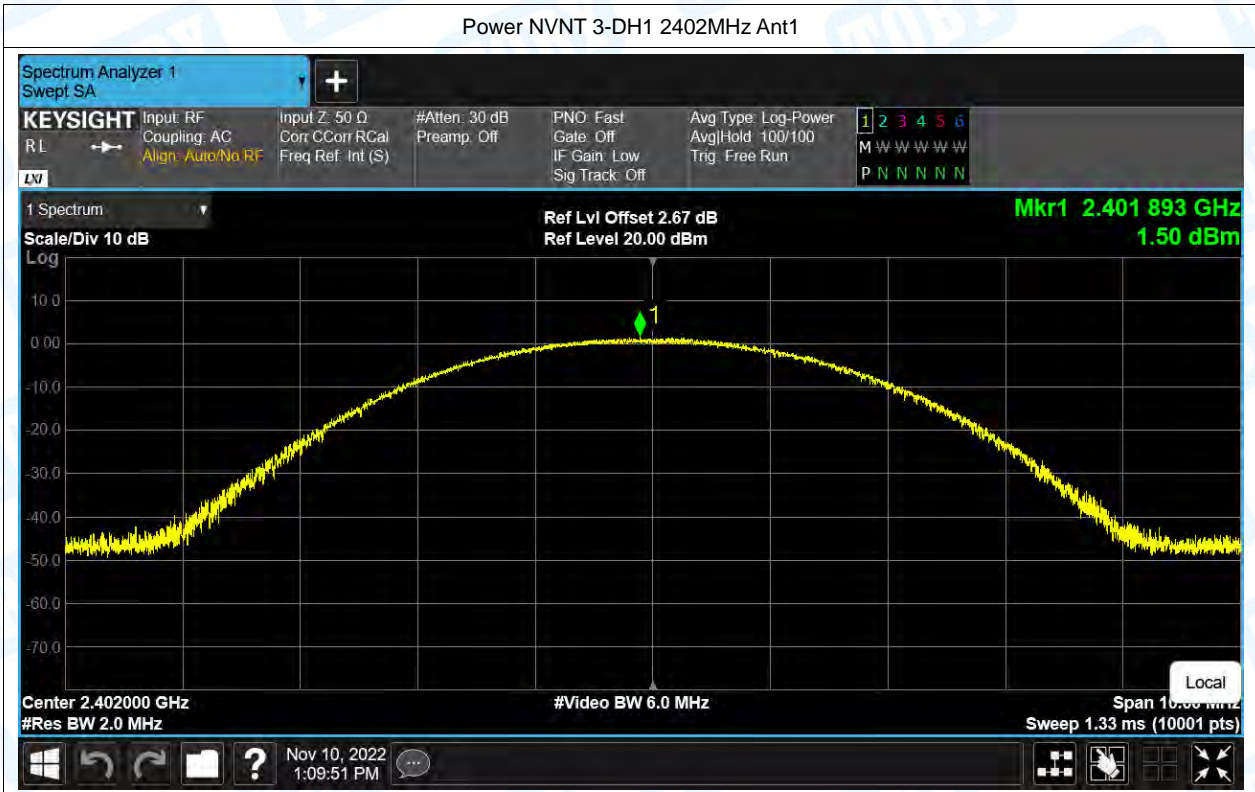 Power NVNT 3-DH1 2402MHz Ant1
Spectrum Analyzer 1
Swept SA
KEYSIGHT
RL
LXI
Input: RF
Coupling: AC
Align: Auto/No RF
Input Z: 50 Ω
Corr CCorr RCal
Freq Ref: Int (S)
#Atten: 30 dB
Preamp: Off
PNO: Fast
Gate: Off
IF Gain: Low
Sig Track: Off
Avg Type: Log-Power
Avg|Hold: 100/100
Trig: Free Run
1 2 3 4 5 6
M W W W W W
P N N N N N
1 Spectrum
Scale/Div 10 dB
Log
Ref Lvl Offset 2.67 dB
Ref Level 20.00 dBm
Mkr1 2.401 893 GHz
1.50 dBm
1
10.0
0.00
-10.0
-20.0
-30.0
-40.0
-50.0
-60.0
-70.0
Local
Center 2.402000 GHz
#Res BW 2.0 MHz
#Video BW 6.0 MHz
Span 10.00 MHz
Sweep 1.33 ms (10001 pts)
?
Nov 10, 2022
1:09:51 PM
TOBY